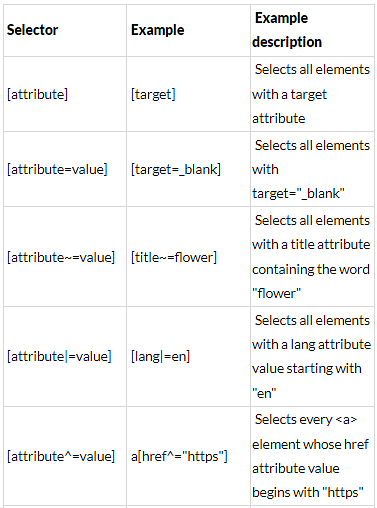 Selector Example Example
description
[attribute] [target] Selects all elements
with a target
attribute
[attribute=value] [target=_blank] Selects all elements
with
target="_blank"
[attribute~=value] [title~=flower] Selects all elements
with a title attribute
containing the word
"flower"
[attribute|=value] [lang|=en] Selects all elements
with a lang attribute
value starting with
"en"
[attribute^=value] a[href^="https"] Selects every <a>
element whose href
attribute value
begins with "https"